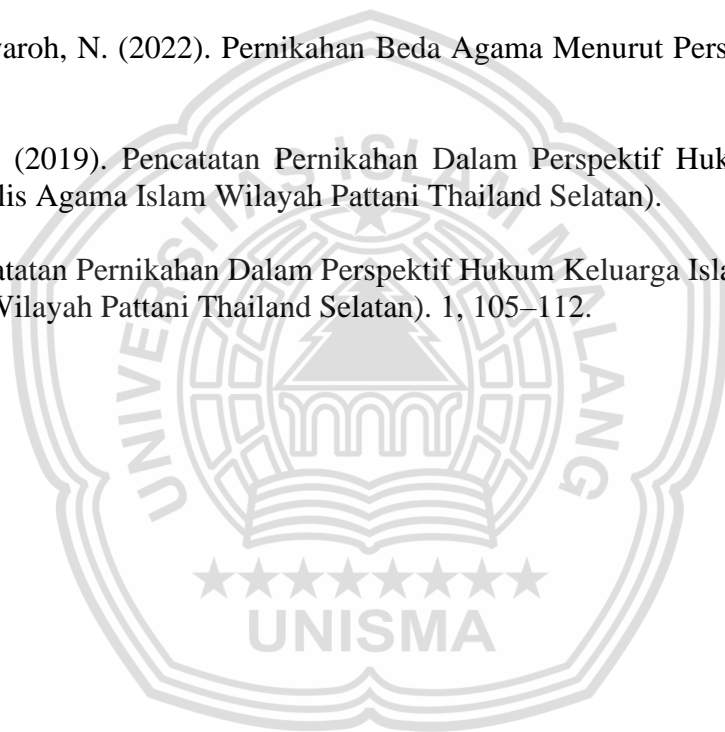 aroh, N. (2022). Pernikahan Beda Agama Menurut Pers
(2019). Pencatatan Pernikahan Dalam Perspektif Huk
lis Agama Islam Wilayah Pattani Thailand Selatan).
atatan Pernikahan Dalam Perspektif Hukum Keluarga Isla
Wilayah Pattani Thailand Selatan). 1, 105–112.
UNIVERSITAS ISLAM MALANG
UNISMA